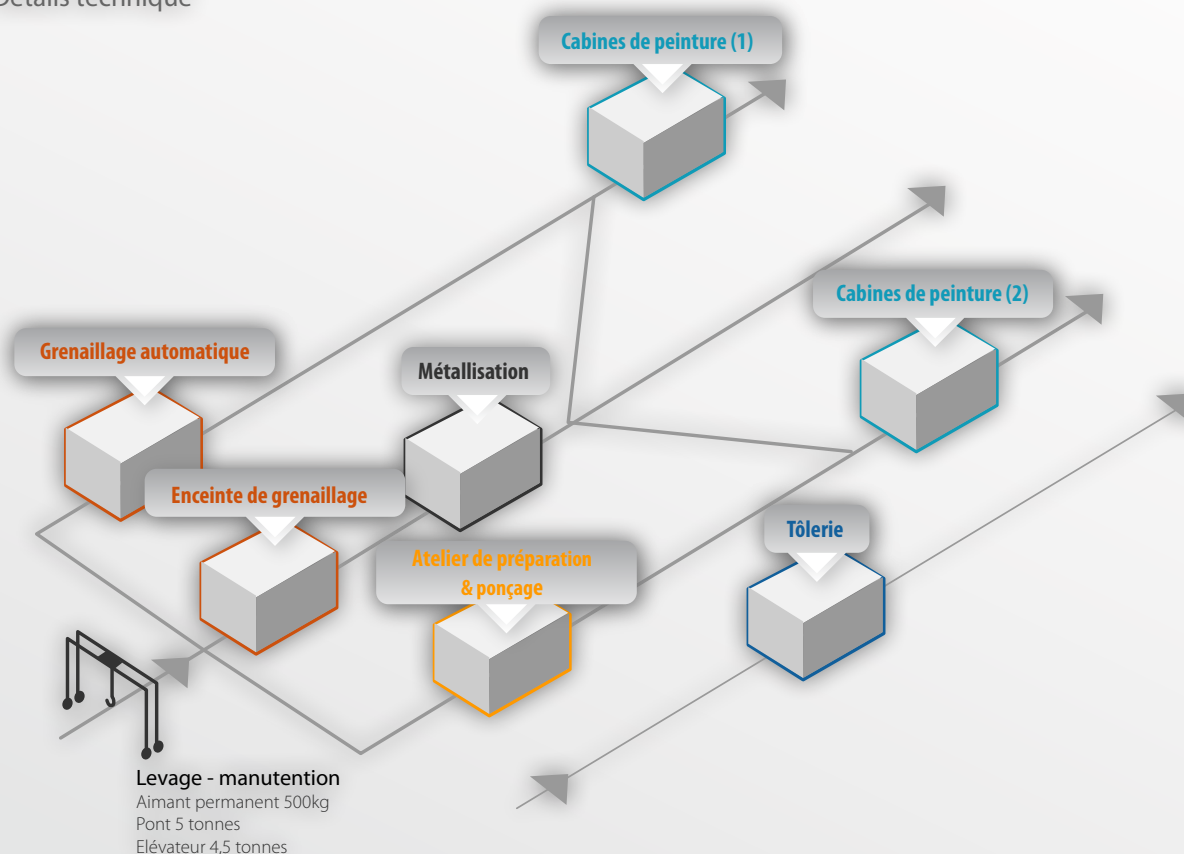 Détails technique
Cabines de peinture (1)
Cabines de peinture (2)
Grenaillage automatique
Métallisation
Enceinte de grenaillage
Tôlerie
Atelier de préparation
& ponçage
Levage - manutention
Aimant permanent 500kg
Pont 5 tonnes
Elévateur 4,5 tonnes